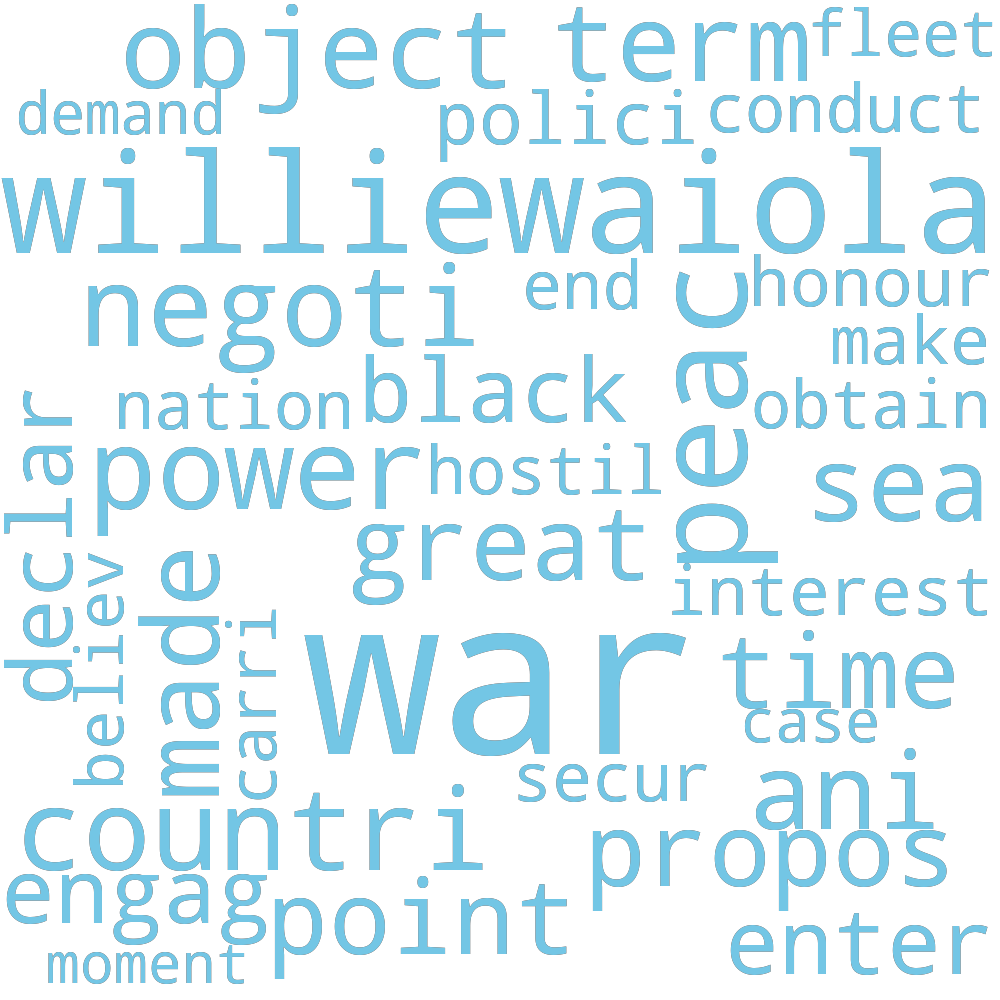 object term fleet
demand polici conduct
williewaiola
negoti end peac honour
make
nation black obtain
declar power hostil sea
great
believ made carri interest
war time
case
secur ani
countri propos
engag point enter
moment